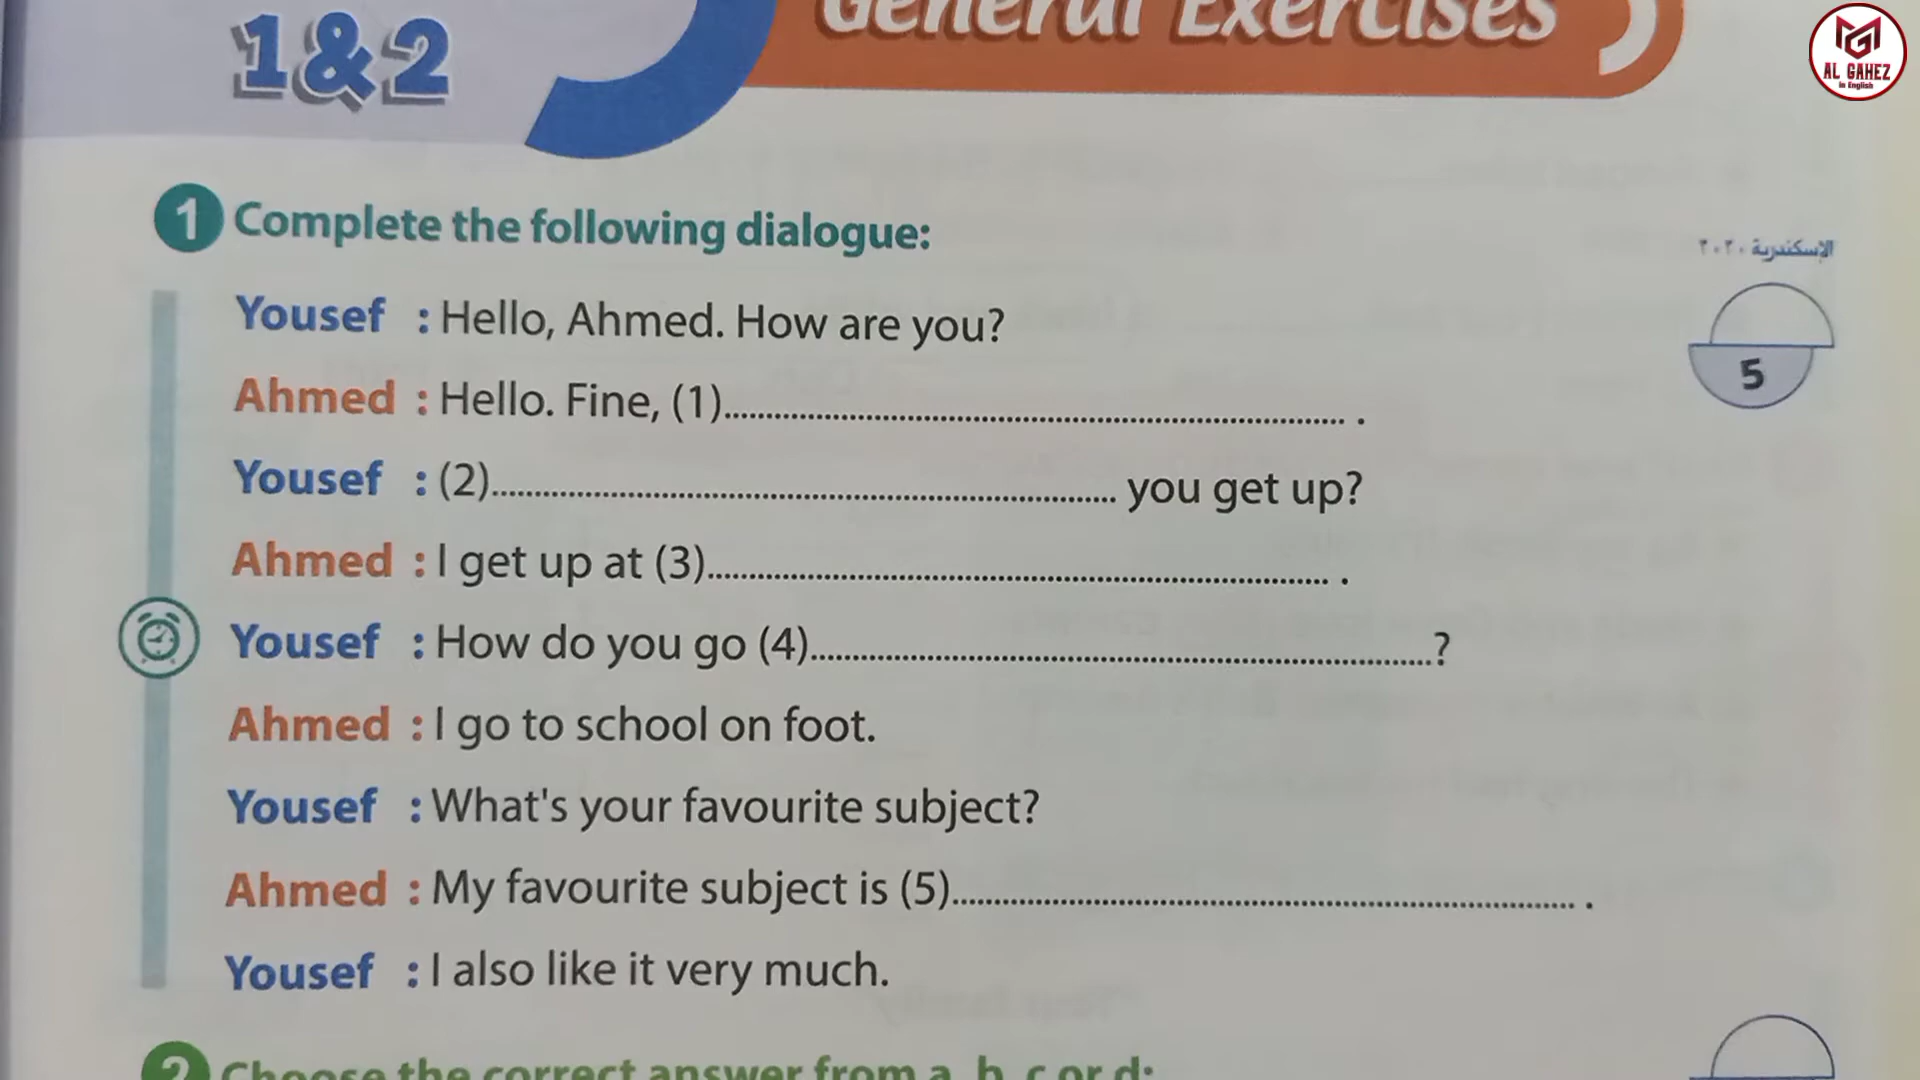 1&2
General Exercises
AL GAHEZ
In English
1 Complete the following dialogue:
الإسكندرية ٢٠٢٠
Yousef : Hello, Ahmed. How are you?
5
Ahmed : Hello. Fine, (1).................... .
Yousef : (2).................... you get up?
Ahmed : I get up at (3).................... .
Yousef : How do you go (4)....................?
Ahmed : I go to school on foot.
Yousef : What's your favourite subject?
Ahmed : My favourite subject is (5).................... .
Yousef : I also like it very much.
2 Choose the correct answer from a, b, c or d: